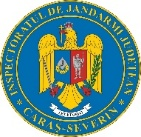 INSPECTORATUL DE JANDARMI JUDEȚEAN
CARAȘ-SEVERIN